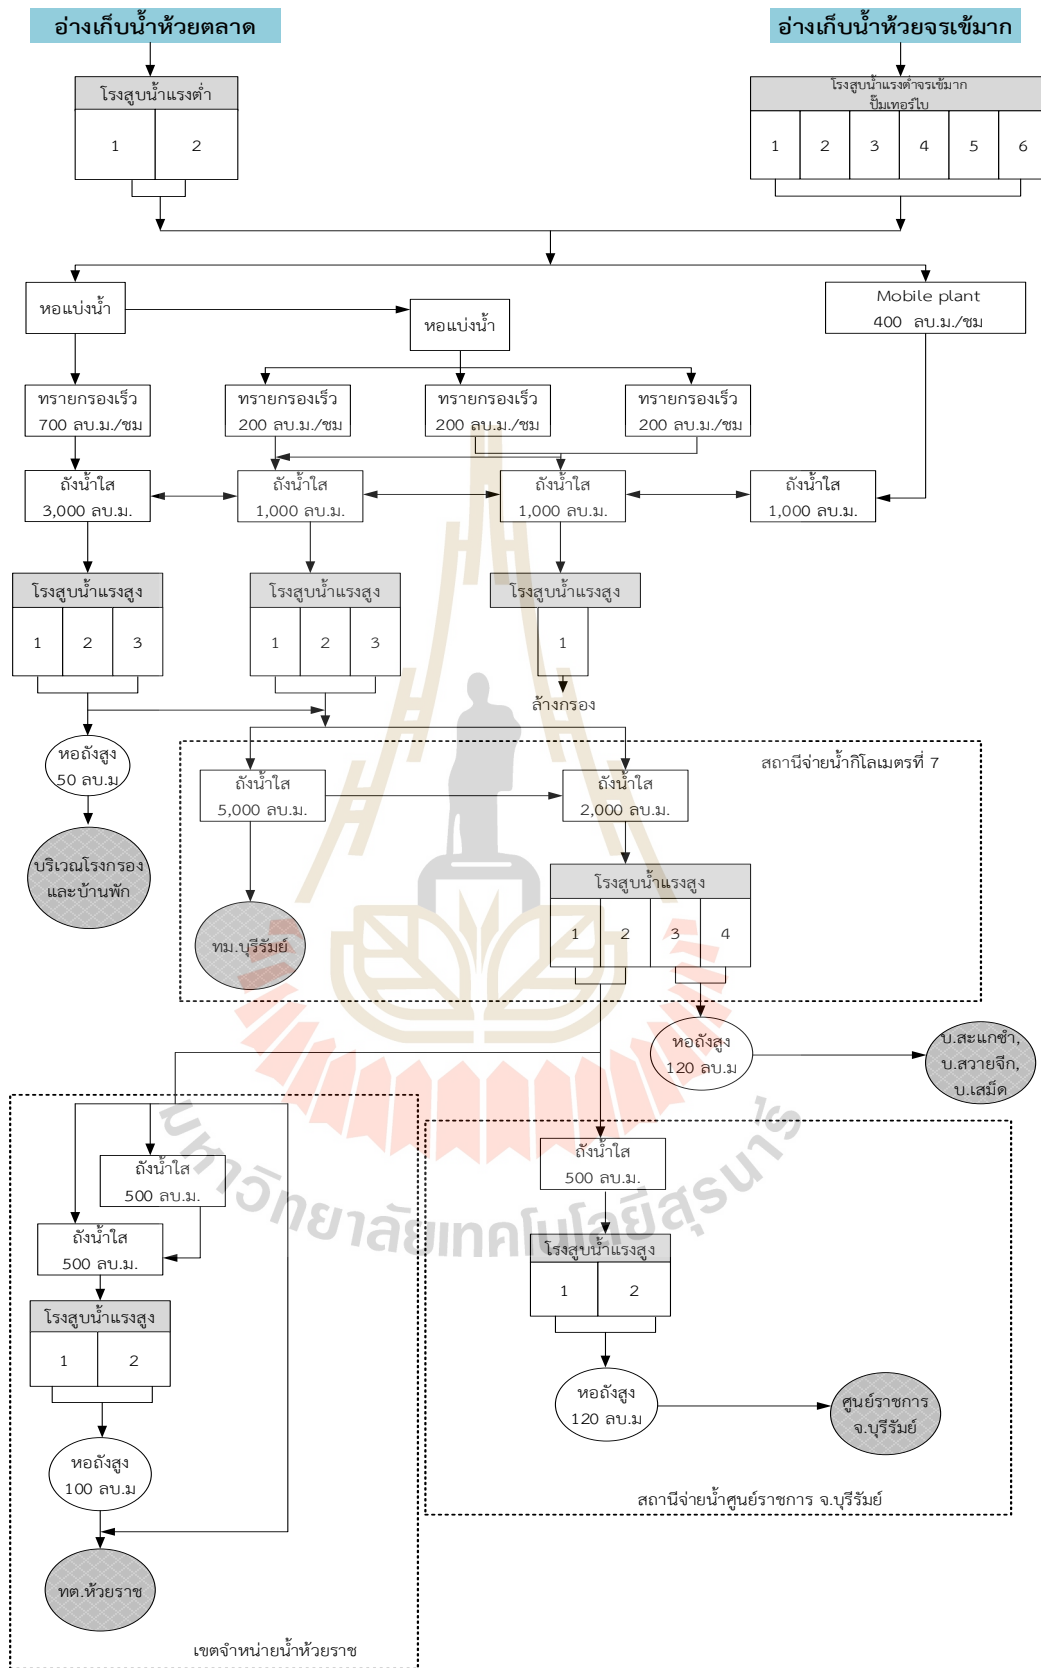 อ่างเก็บน้ำห้วยตลาด
อ่างเก็บน้ำห้วยจรเข้มาก
โรงสูบน้ำแรงต่ำ
1 2
โรงสูบน้ำแรงต่ำจรเข้มาก
ปั๊มเทอร์ไบ
1 2 3 4 5 6
หอแบ่งน้ำ
หอแบ่งน้ำ
Mobile plant
400 ลบ.ม./ชม
ทรายกรองเร็ว
700 ลบ.ม./ชม
ทรายกรองเร็ว
200 ลบ.ม./ชม
ทรายกรองเร็ว
200 ลบ.ม./ชม
ทรายกรองเร็ว
200 ลบ.ม./ชม
ถังน้ำใส
3,000 ลบ.ม.
ถังน้ำใส
1,000 ลบ.ม.
ถังน้ำใส
1,000 ลบ.ม.
ถังน้ำใส
1,000 ลบ.ม.
โรงสูบน้ำแรงสูง
1 2 3
โรงสูบน้ำแรงสูง
1 2 3
โรงสูบน้ำแรงสูง
1
ล้างกรอง
หอถังสูง
50 ลบ.ม
บริเวณโรงกรอง
และบ้านพัก
สถานีจ่ายน้ำกิโลเมตรที่ 7
ถังน้ำใส
5,000 ลบ.ม.
ถังน้ำใส
2,000 ลบ.ม.
ทม.บุรีรัมย์
โรงสูบน้ำแรงสูง
1 2 3 4
หอถังสูง
120 ลบ.ม
บ.สะแกซำ,
บ.สวายจีก,
บ.เสม็ด
ถังน้ำใส
500 ลบ.ม.
ถังน้ำใส
500 ลบ.ม.
โรงสูบน้ำแรงสูง
1 2
หอถังสูง
100 ลบ.ม
ทต.ห้วยราช
เขตจำหน่ายน้ำห้วยราช
ถังน้ำใส
500 ลบ.ม.
โรงสูบน้ำแรงสูง
1 2
หอถังสูง
120 ลบ.ม
ศูนย์ราชการ
จ.บุรีรัมย์
สถานีจ่ายน้ำศูนย์ราชการ จ.บุรีรัมย์
มหาวิทยาลัยเทคโนโลยีสุรนารี